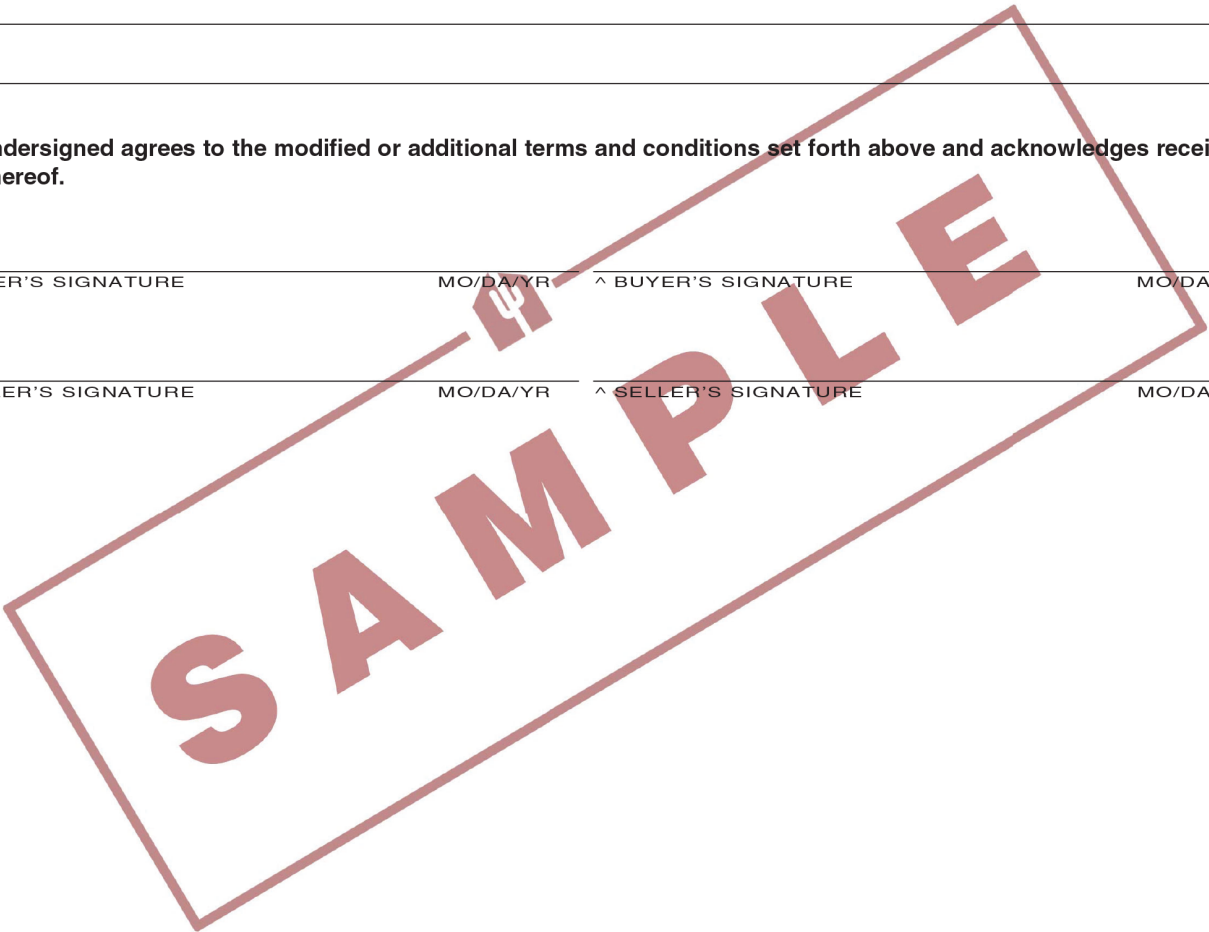 ndersigned agrees to the modified or additional terms and conditions set forth above and acknowledges recei
hereof.
ER'S SIGNATURE MO/DA/YR ^ BUYER'S SIGNATURE MO/DA
ER'S SIGNATURE MO/DA/YR ^ SELLER'S SIGNATURE MO/DA
SAMPLE